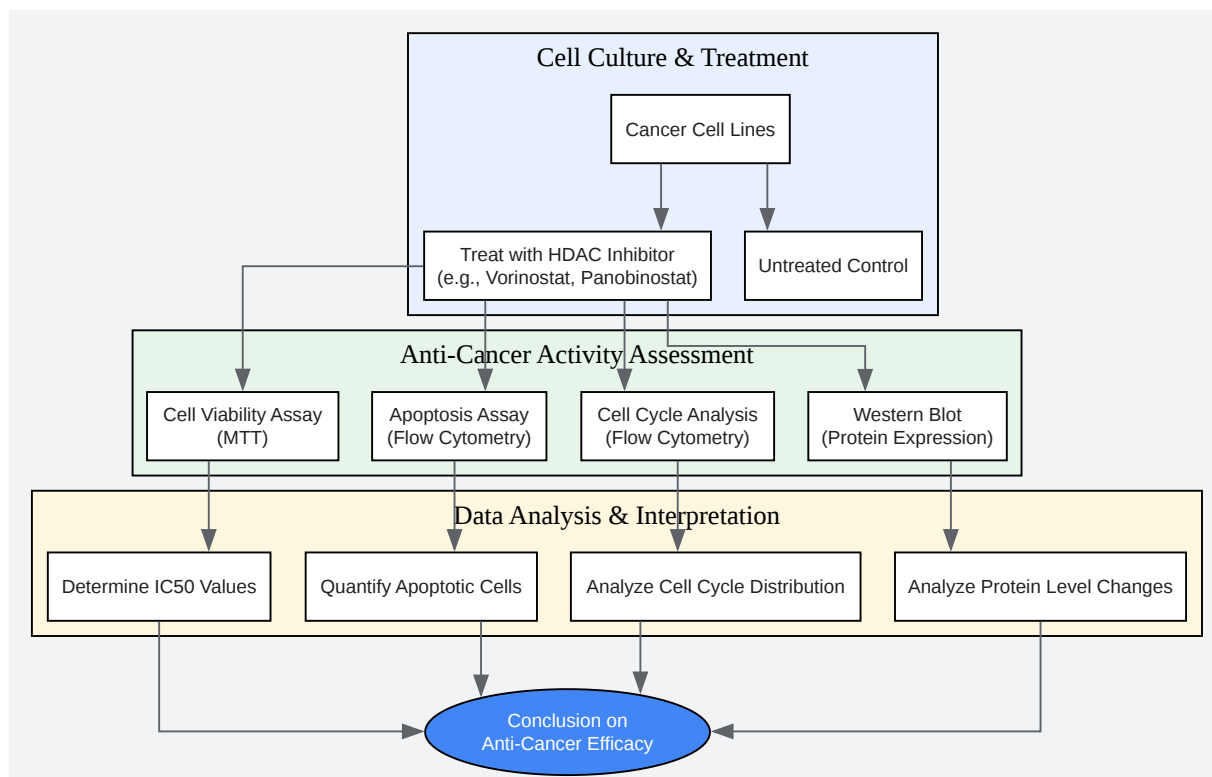 Cell Culture & Treatment
Cancer Cell Lines
Treat with HDAC Inhibitor
(e.g., Vorinostat, Panobinostat)
Untreated Control
Anti-Cancer Activity Assessment
Cell Viability Assay
(MTT)
Apoptosis Assay
(Flow Cytometry)
Cell Cycle Analysis
(Flow Cytometry)
Western Blot
(Protein Expression)
Data Analysis & Interpretation
Determine IC50 Values
Quantify Apoptotic Cells
Analyze Cell Cycle Distribution
Analyze Protein Level Changes
Conclusion on
Anti-Cancer Efficacy